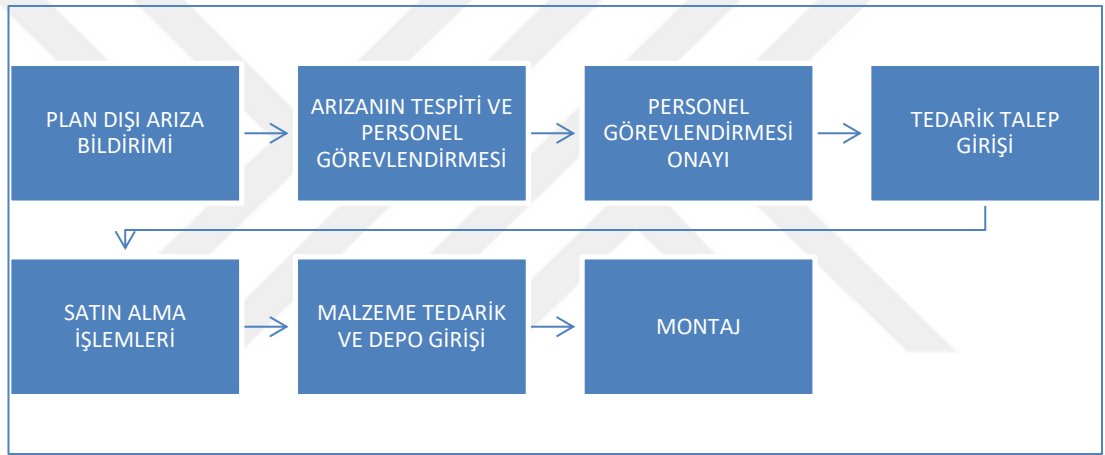 PLAN DIŞI ARIZA
BİLDİRİMİ
ARIZANIN TESPİTİ VE
PERSONEL
GÖREVLENDİRMESİ
PERSONEL
GÖREVLENDİRMESİ
ONAYI
TEDARİK TALEP
GİRİŞİ
SATIN ALMA
İŞLEMLERİ
MALZEME TEDARİK
VE DEPO GİRİŞİ
MONTAJ